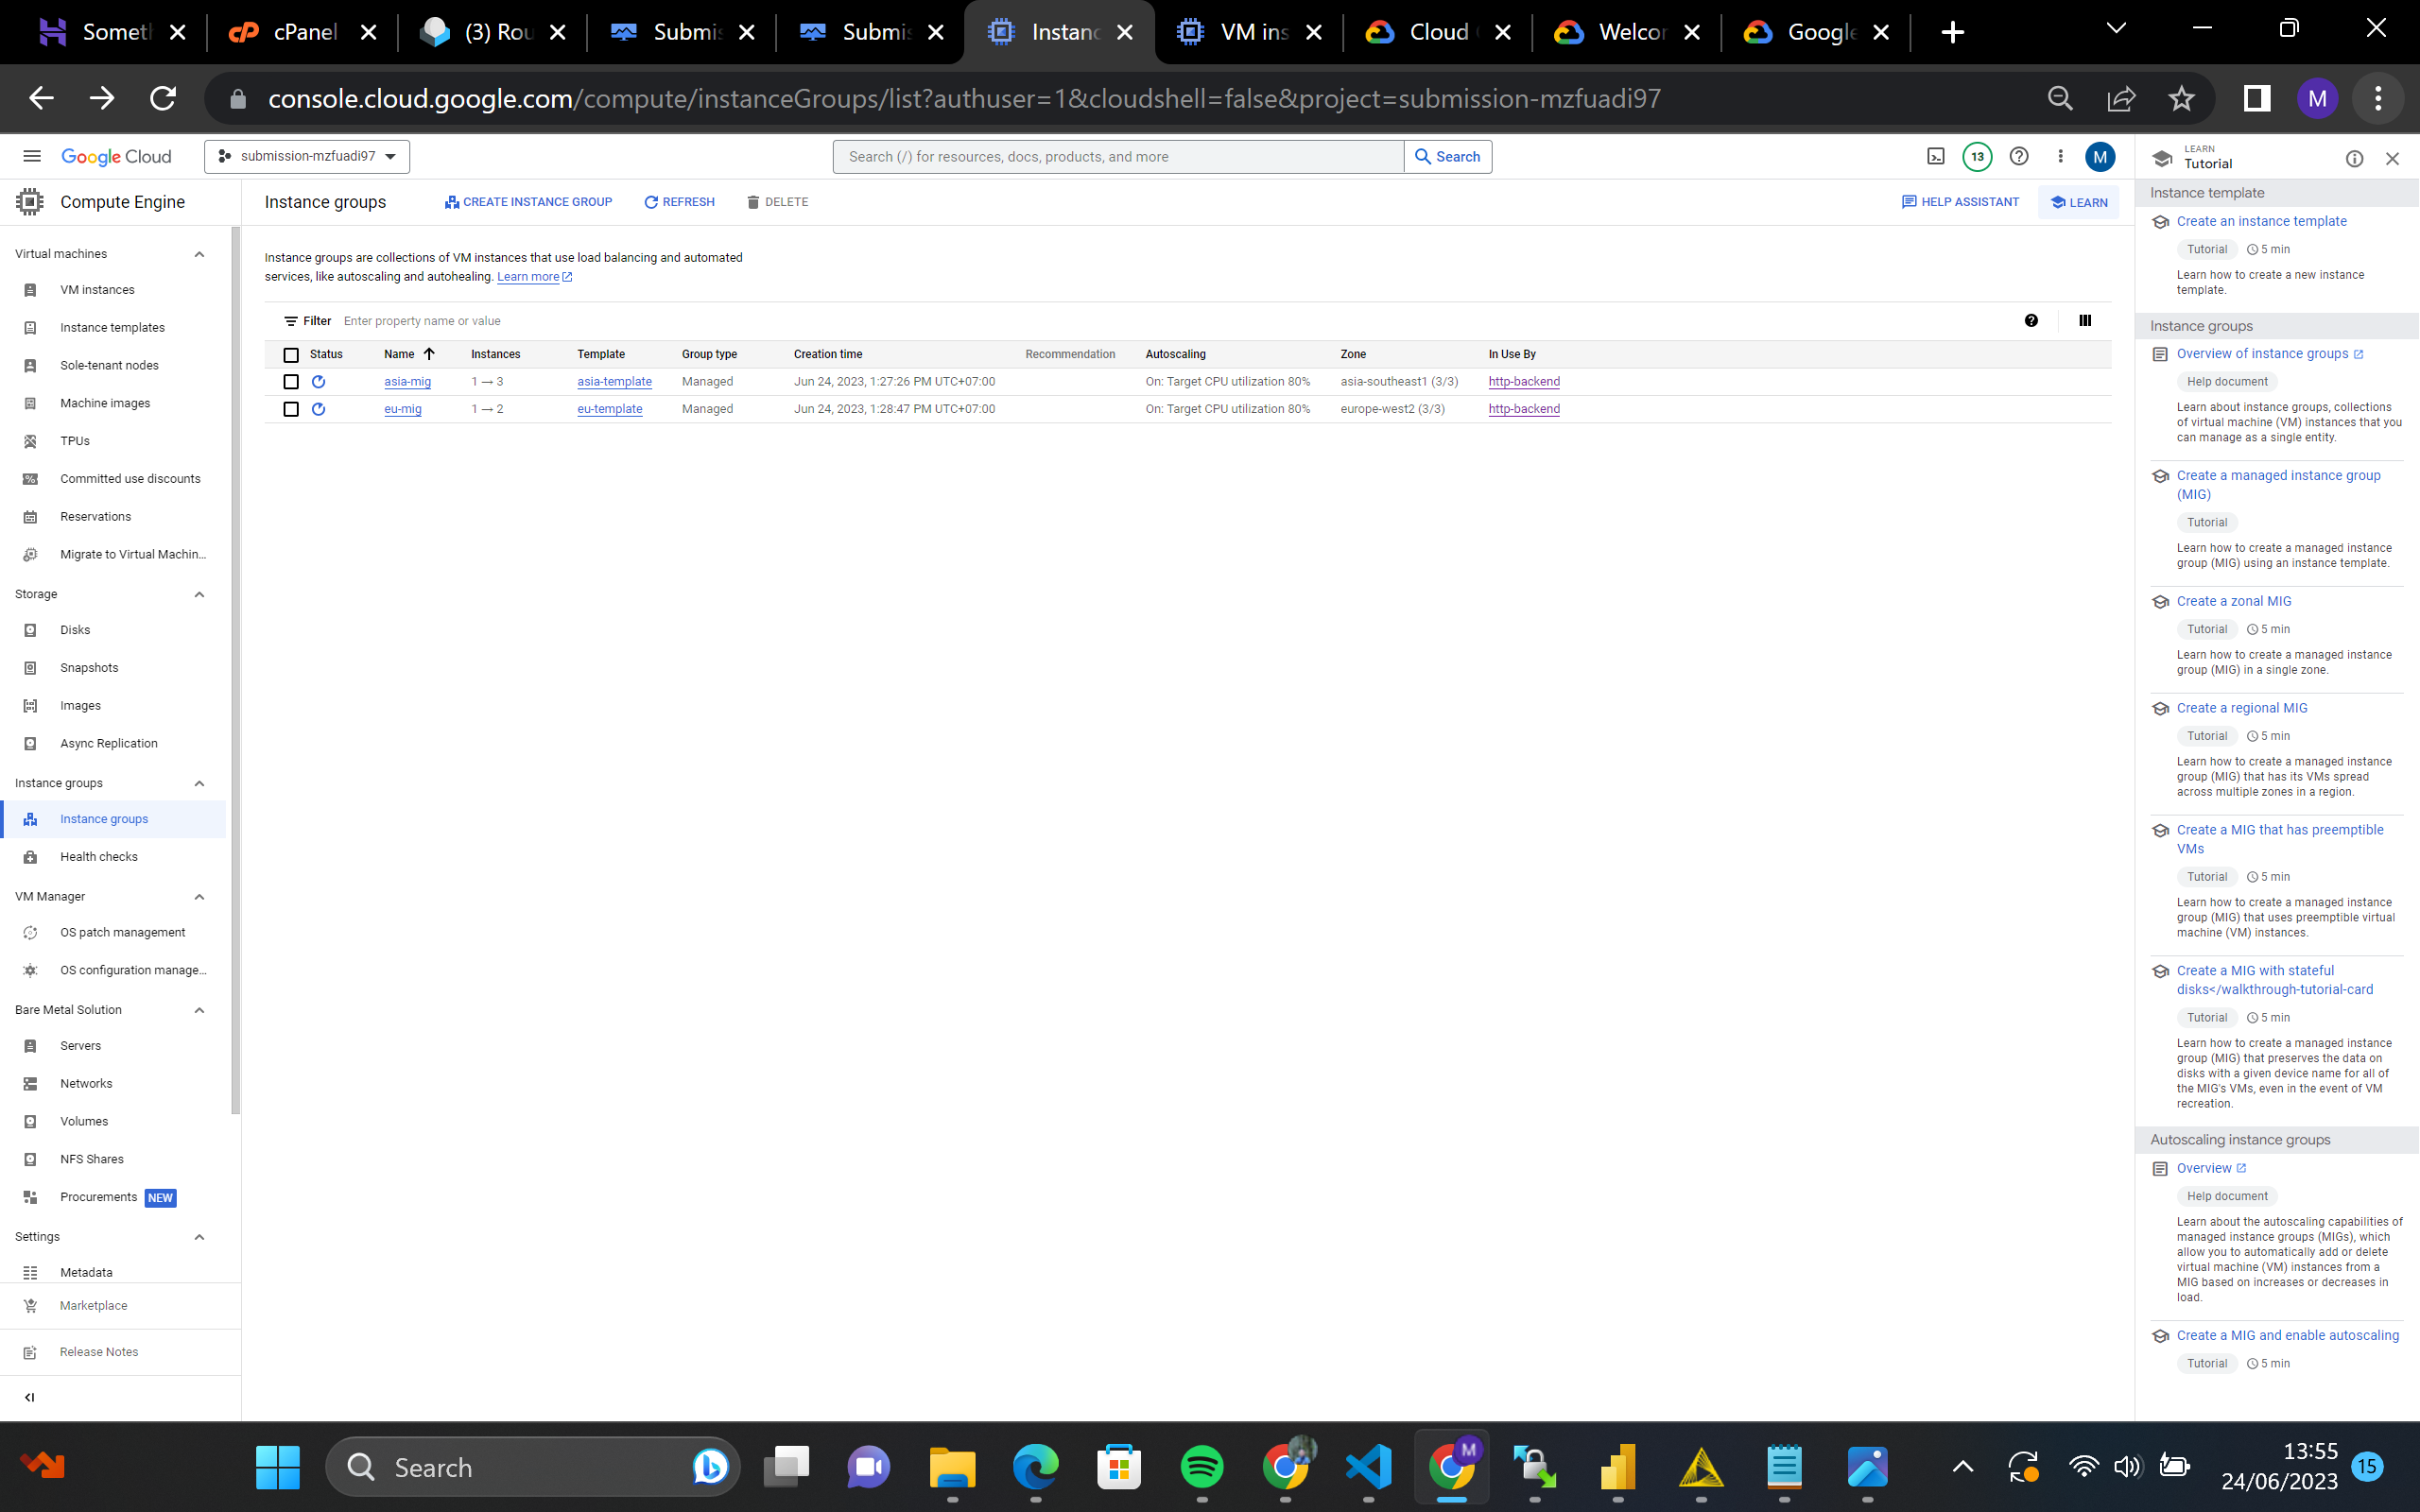 Someth
cPanel
(3) Rou
Submis
Submis
Instanc
VM ins
Cloud
Welcor
Google
console.cloud.google.com/compute/instanceGroups/list?authuser=1&cloudshell=false&project=submission-mzfuadi97
M
Google Cloud
submission-mzfuadi97
Search (/) for resources, docs, products, and more
Search
13
M
LEARN
Tutorial
Compute Engine
Instance groups
CREATE INSTANCE GROUP
REFRESH
DELETE
HELP ASSISTANT
LEARN
Virtual machines
VM instances
Instance templates
Sole-tenant nodes
Machine images
TPUs
Committed use discounts
Reservations
Migrate to Virtual Machin...
Storage
Disks
Snapshots
Images
Async Replication
Instance groups
Instance groups
Health checks
VM Manager
OS patch management
OS configuration manage...
Bare Metal Solution
Servers
Networks
Volumes
NFS Shares
Procurements NEW
Settings
Metadata
Marketplace
Release Notes
Instance groups are collections of VM instances that use load balancing and automated
services, like autoscaling and autohealing. Learn more
Filter Enter property name or value
Status Name Instances Template Group type Creation time Recommendation Autoscaling Zone In Use By
asia-mig 1 → 3 asia-template Managed Jun 24, 2023, 1:27:26 PM UTC+07:00 On: Target CPU utilization 80% asia-southeast1 (3/3) http-backend
eu-mig 1 → 2 eu-template Managed Jun 24, 2023, 1:28:47 PM UTC+07:00 On: Target CPU utilization 80% europe-west2 (3/3) http-backend
Instance template
Create an instance template
Tutorial 5 min
Learn how to create a new instance
template.
Instance groups
Overview of instance groups
Help document
Learn about instance groups, collections
of virtual machine (VM) instances that you
can manage as a single entity.
Create a managed instance group
(MIG)
Tutorial
Learn how to create a managed instance
group (MIG) using an instance template.
Create a zonal MIG
Tutorial 5 min
Learn how to create a managed instance
group (MIG) in a single zone.
Create a regional MIG
Tutorial 5 min
Learn how to create a managed instance
group (MIG) that has its VMs spread
across multiple zones in a region.
Create a MIG that has preemptible
VMs
Tutorial 5 min
Learn how to create a managed instance
group (MIG) that uses preemptible virtual
machine (VM) instances.
Create a MIG with stateful
disks</walkthrough-tutorial-card
Tutorial 5 min
Learn how to create a managed instance
group (MIG) that preserves the data on
disks with a given device name for all of
the MIG's VMs, even in the event of VM
recreation.
Autoscaling instance groups
Overview
Help document
Learn about the autoscaling capabilities of
managed instance groups (MIGs), which
allow you to automatically add or delete
virtual machine (VM) instances from a
MIG based on increases or decreases in
load.
Create a MIG and enable autoscaling
Tutorial 5 min
Search
M
13:55
24/06/2023
15